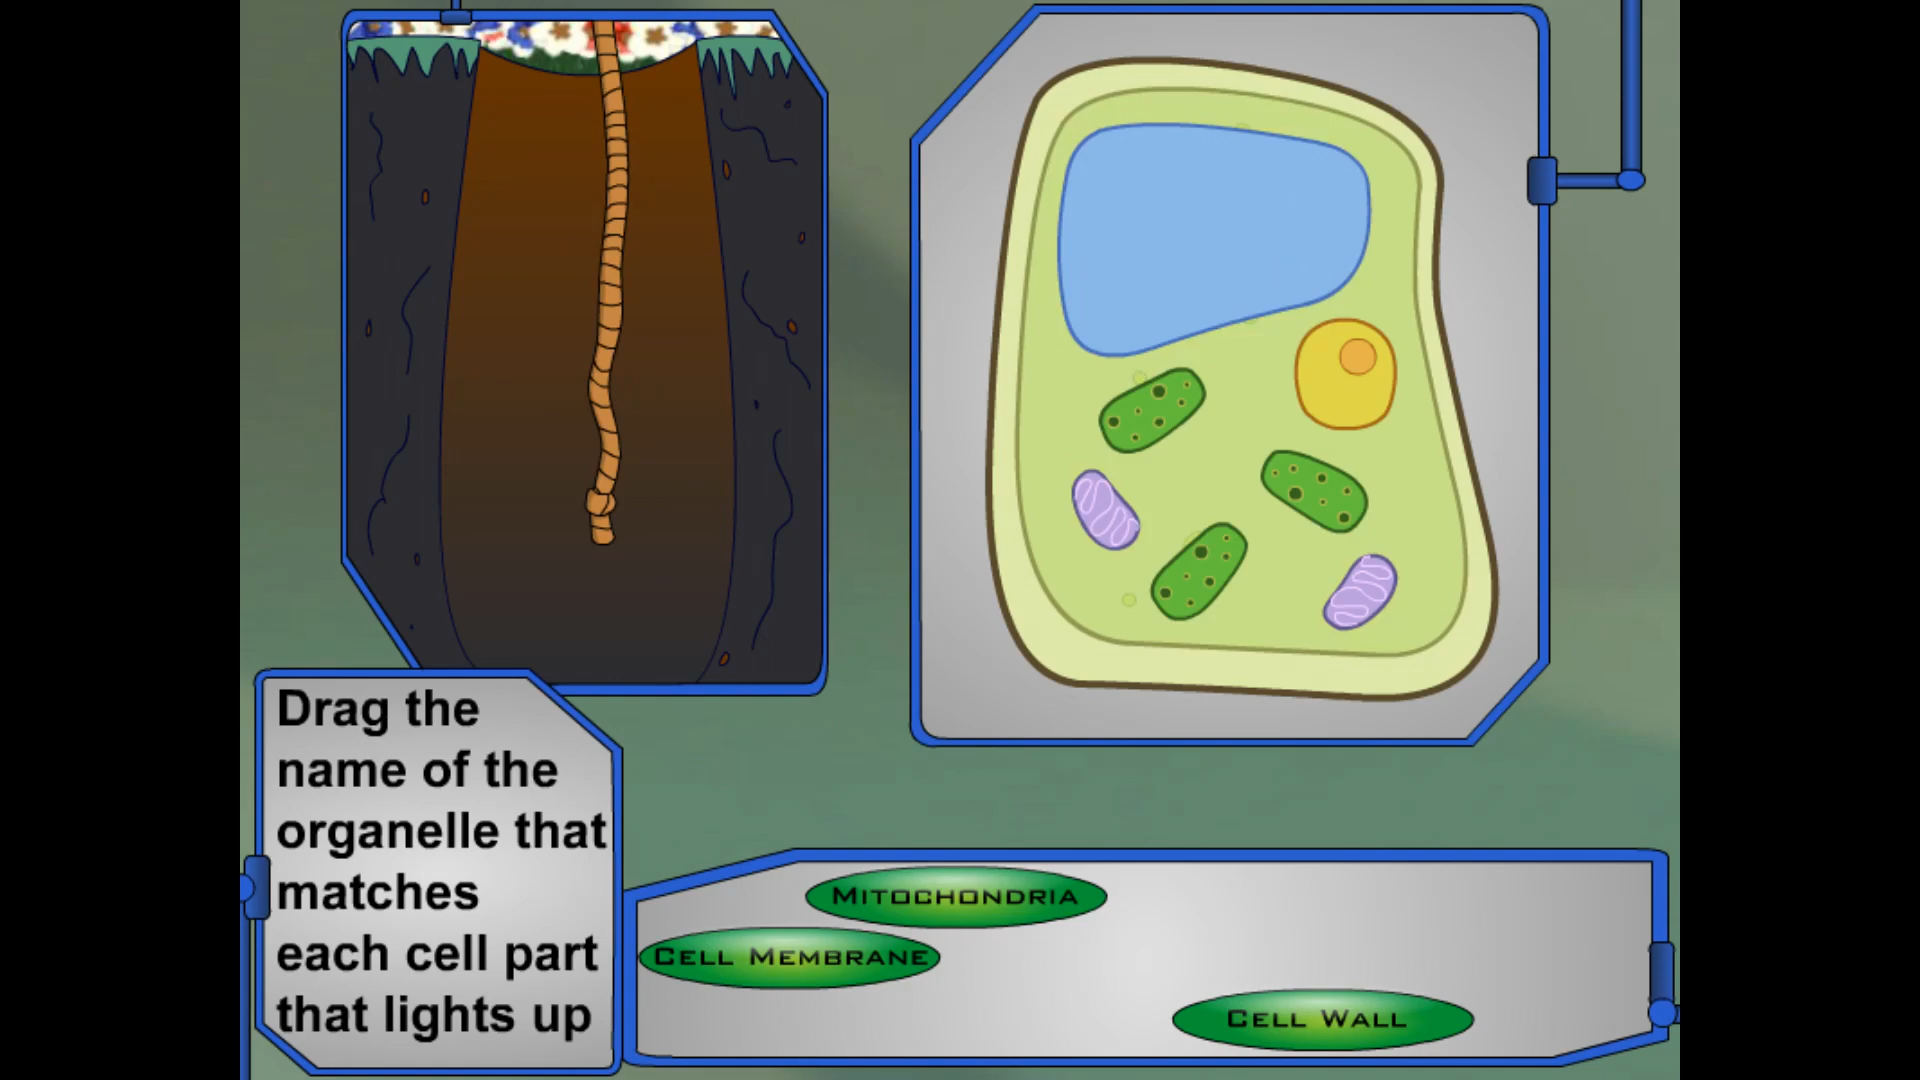 Drag the
name of the
organelle that
matches
each cell part
that lights up
MITOCHONDRIA
CELL MEMBRANE
CELL WALL